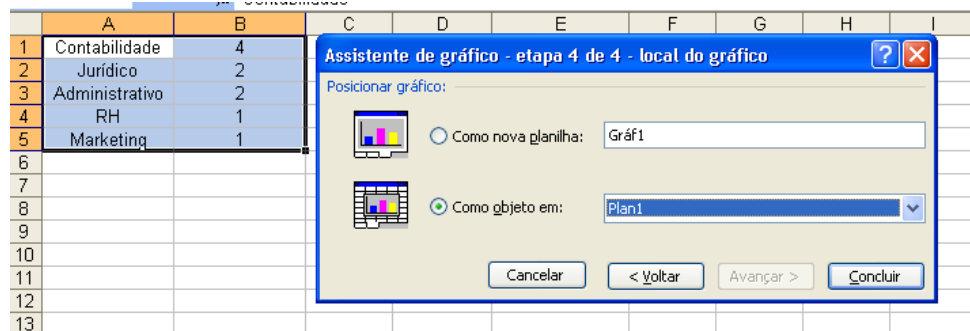 A B C D E F G H I
1 Contabilidade 4
2 Jurídico 2
3 Administrativo 2
4 RH 1
5 Marketing 1
6
7
8
9
10
11
12
13
Assistente de gráfico - etapa 4 de 4 - local do gráfico
Posicionar gráfico:
Como nova planilha: Gráf1
Como objeto em: Plan1
Cancelar < Voltar Avançar > Concluir